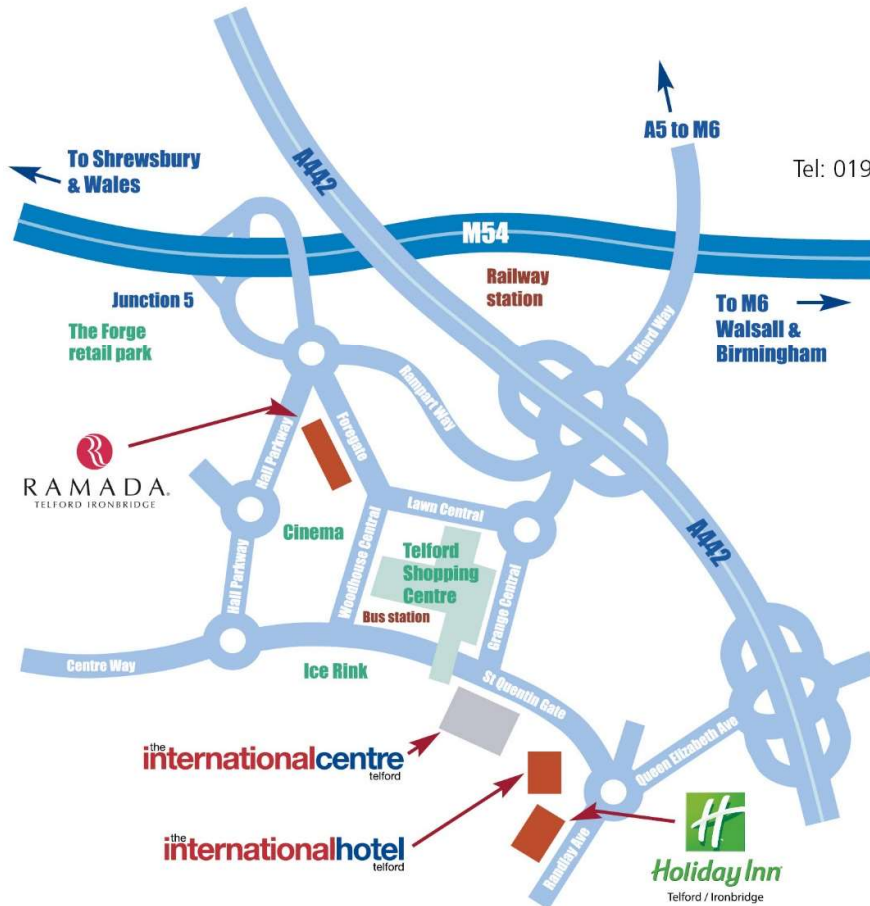 A5 to M6
To Shrewsbury
& Wales
A442
Tel: 019
M54
Railway
station
Junction 5
To M6
Walsall &
Birmingham
The Forge
retail park
Telford Way
Rampart Way
Foregate
Hall Parkway
RAMADA.
TELFORD IRONBRIDGE
Lawn Central
Cinema
Woodhouse Central
Telford
Shopping
Centre
A442
Hall Parkway
Grange Central
Bus station
Centre Way
Ice Rink
St Quentin Gate
Queen Elizabeth Ave
the
internationalcentre
telford
the
internationalhotel
telford
Randlay Ave
H
Holiday Inn
Telford / Ironbridge